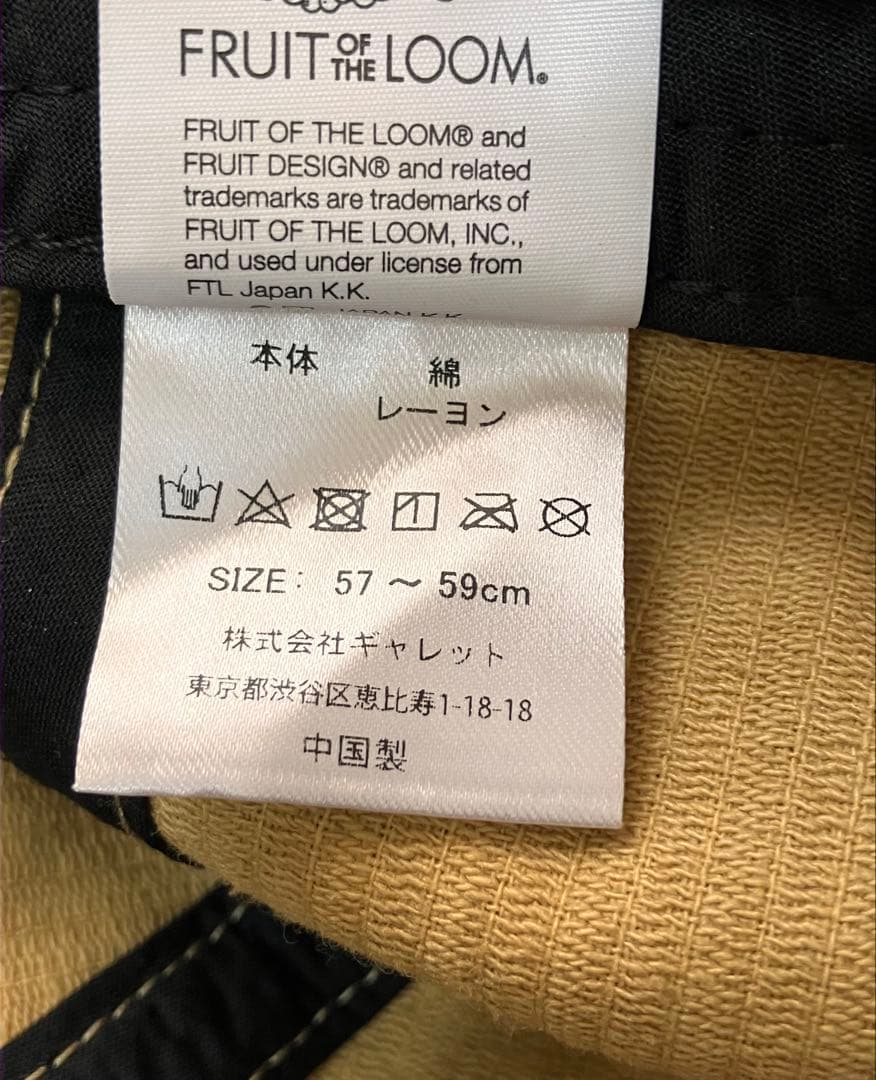 FRUIT OF THE LOOM®
FRUIT OF THE LOOM® and
FRUIT DESIGN® and related
trademarks are trademarks of
FRUIT OF THE LOOM, INC.,
and used under license from
FTL Japan K.K.
本体 綿
レーヨン
SIZE: 57 ～ 59cm
株式会社ギャレット
東京都渋谷区恵比寿1-18-18
中国製